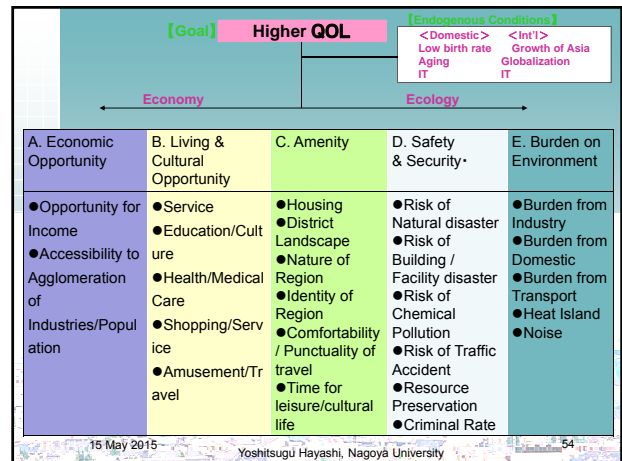 【Endogenous Conditions】
【Goal】 Higher QOL
＜Domestic＞ ＜Int'l＞
Low birth rate Growth of Asia
Aging Globalization
IT IT
Economy Ecology
A. Economic
Opportunity
B. Living &
Cultural
Opportunity
C. Amenity
D. Safety
& Security・
E. Burden on
Environment
●Opportunity for
Income
●Accessibility to
Agglomeration
of
Industries/Popul
ation
●Service
●Education/Cult
ure
●Health/Medical
Care
●Shopping/Serv
ice
●Amusement/Tr
avel
●Housing
●District
Landscape
●Nature of
Region
●Identity of
Region
●Comfortability
/ Punctuality of
travel
●Time for
leisure/cultural
life
●Risk of
Natural disaster
●Risk of
Building /
Facility disaster
●Risk of
Chemical
Pollution
●Risk of Traffic
Accident
●Resource
Preservation
●Criminal Rate
●Burden from
Industry
●Burden from
Domestic
●Burden from
Transport
●Heat Island
●Noise
15 May 2015
Yoshitsugu Hayashi, Nagoya University
54